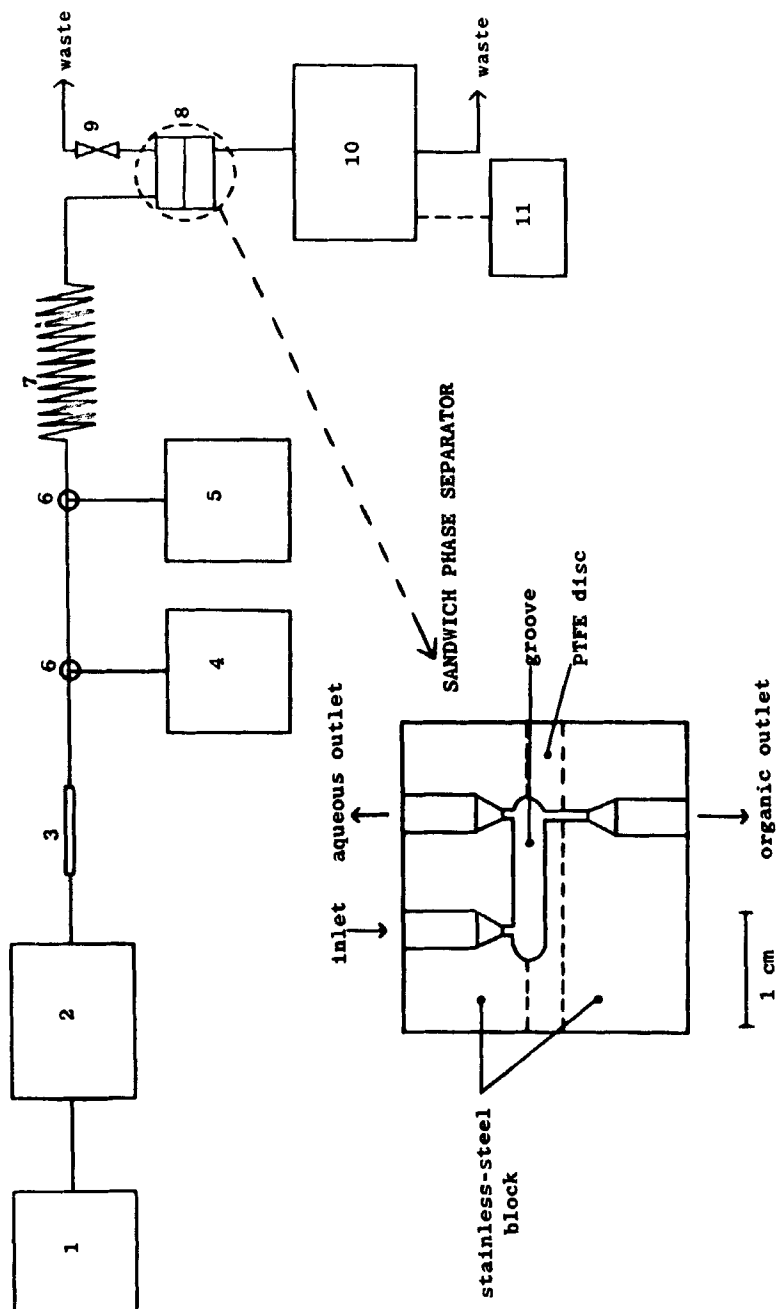 1
2
3
6
4
6
5
7
8
9
waste
10
waste
11
SANDWICH PHASE SEPARATOR
inlet
aqueous outlet
groove
PTFE disc
stainless-steel
block
1 cm
organic outlet